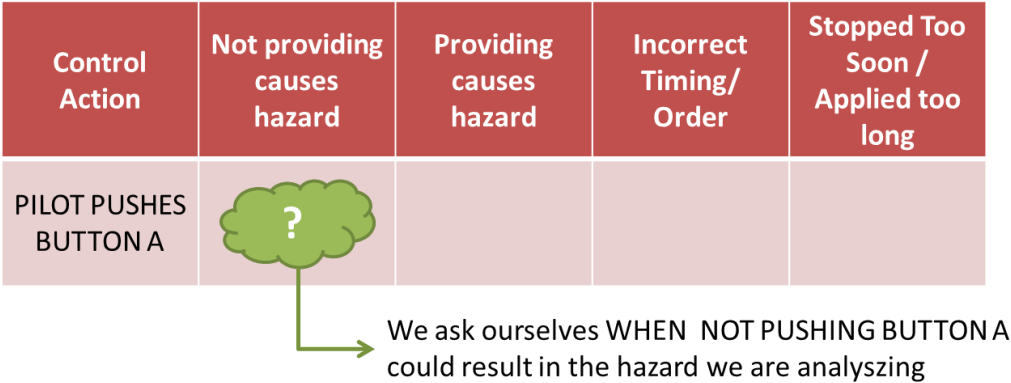 Control
Action
Not providing
causes
hazard
Providing
causes
hazard
Incorrect
Timing/
Order
Stopped Too
Soon /
Applied too
long
PILOT PUSHES
BUTTON A
?
We ask ourselves WHEN NOT PUSHING BUTTON A
could result in the hazard we are analyszing